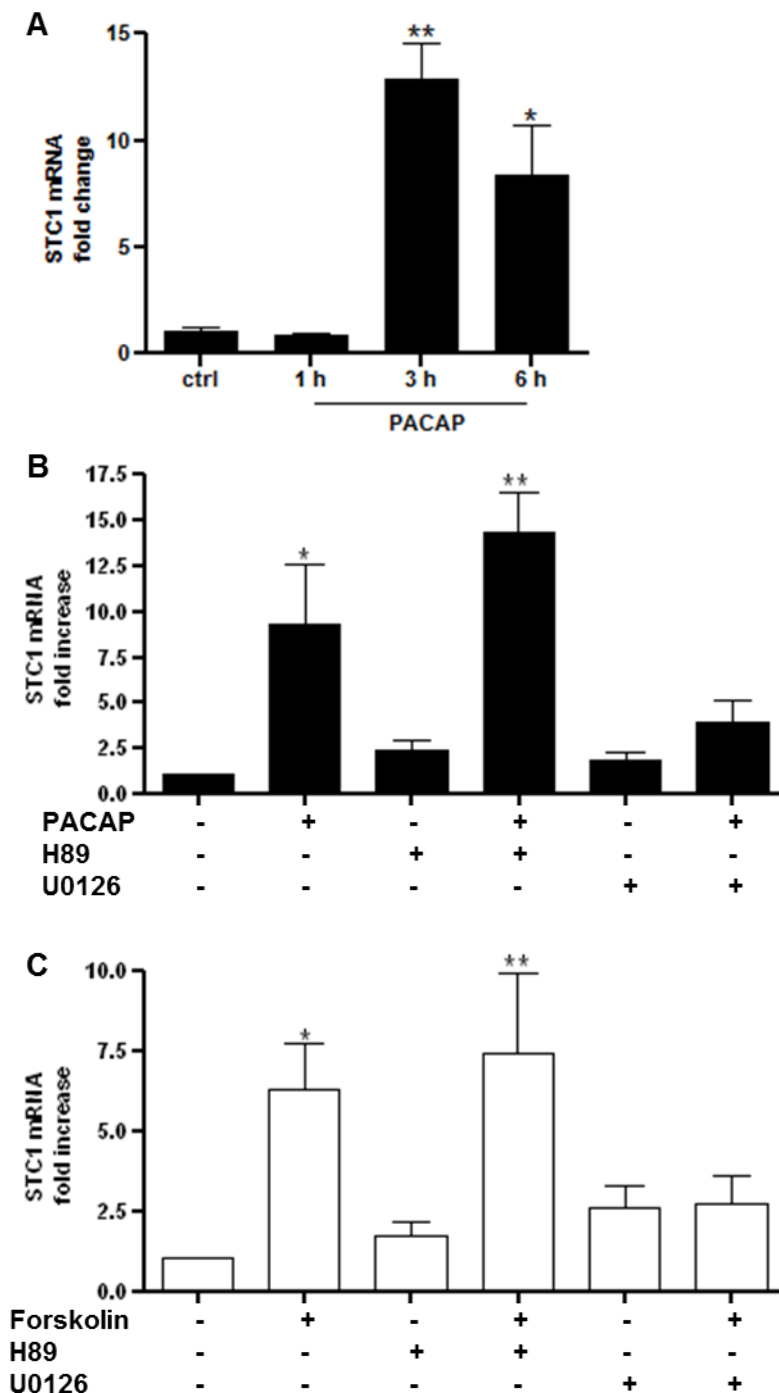 A
STC1 mRNA
fold change
15
10
5
0
**
*
ctrl 1 h 3 h 6 h
PACAP
B
STC1 mRNA
fold increase
17.5
15.0
12.5
10.0
7.5
5.0
2.5
0.0
*
**
PACAP - + - + - +
H89 - - + + - -
U0126 - - - - + +
C
STC1 mRNA
fold increase
10.0
7.5
5.0
2.5
0.0
*
**
Forskolin - + - + - +
H89 - - + + - -
U0126 - - - - + +